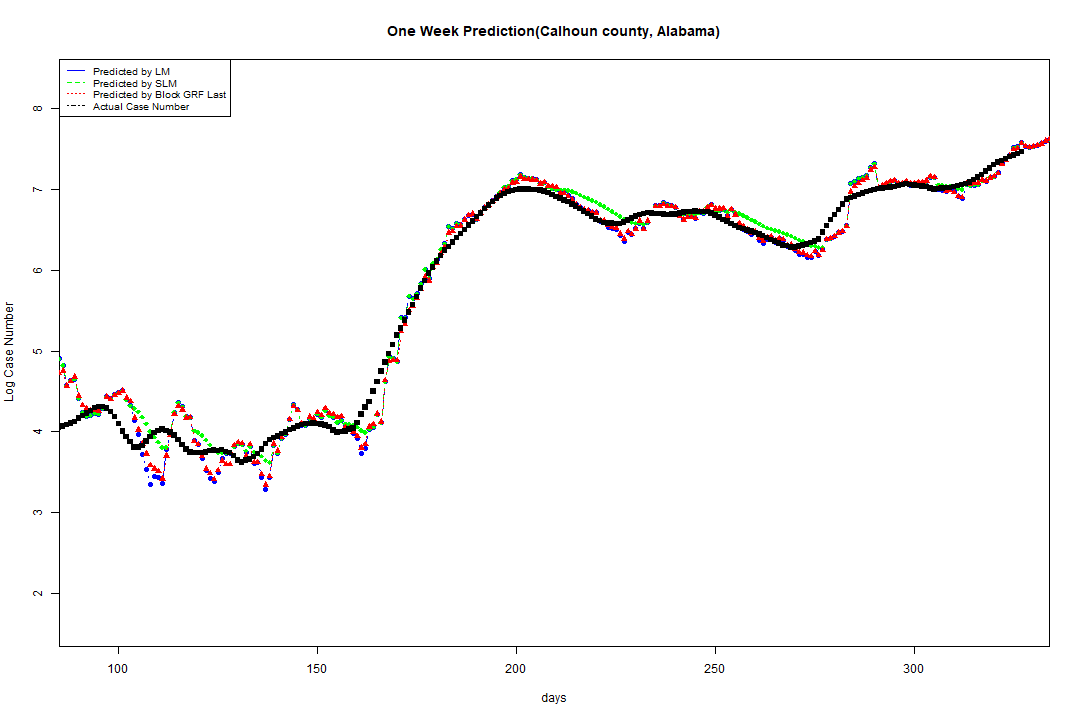 One Week Prediction(Calhoun county, Alabama)
Predicted by LM
Predicted by SLM
Predicted by Block GRF Last
Actual Case Number
8
7
6
5
4
3
2
Log Case Number
100 150 200 250 300
days